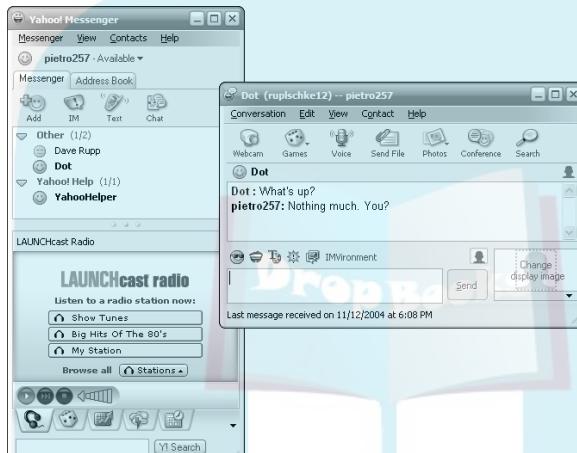 Yahoo! Messenger
Messenger View Contacts Help
pietro257 - Available
Messenger Address Book
Add IM Text Chat
Other (1/2)
Dave Rupp
Dot
Yahoo! Help (1/1)
YahooHelper
LAUNCHcast Radio
LAUNCHcast radio
Listen to a radio station now:
Show Tunes
Big Hits Of The 80's
My Station
Browse all Stations
Y! Search
Dot (ruplschke12) -- pietro257
Conversation Edit View Contact Help
Webcam Games Voice Send File Photos Conference Search
Dot
Dot : What's up?
pietro257: Nothing much. You?
IMVironment
Send
Change
display image
Last message received on 11/12/2004 at 6:08 PM
DropBooks